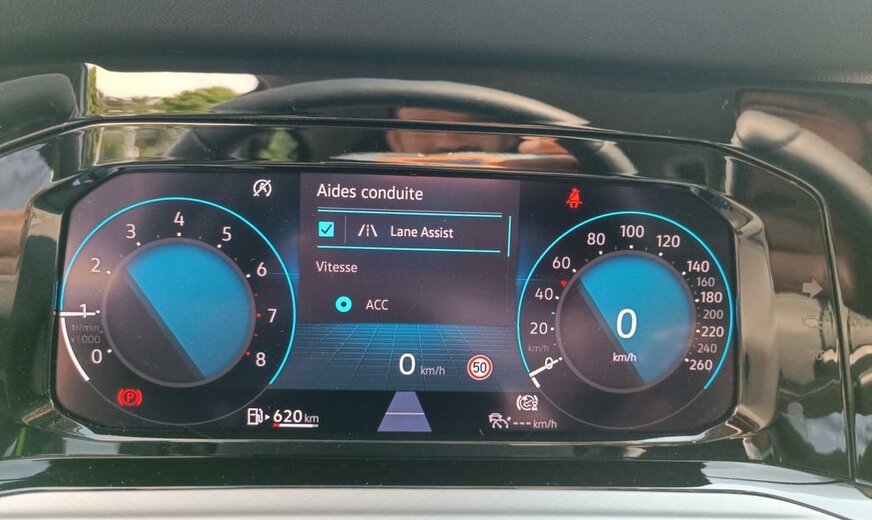 Aides conduite
Lane Assist
Vitesse
ACC
0 km/h
50
0
1
2
3
4
5
6
7
8
tr/min
x1000
P
620 km
0
20
40
60
80
100
120
140
160
180
200
220
240
260
km/h
0
km/h
--- km/h